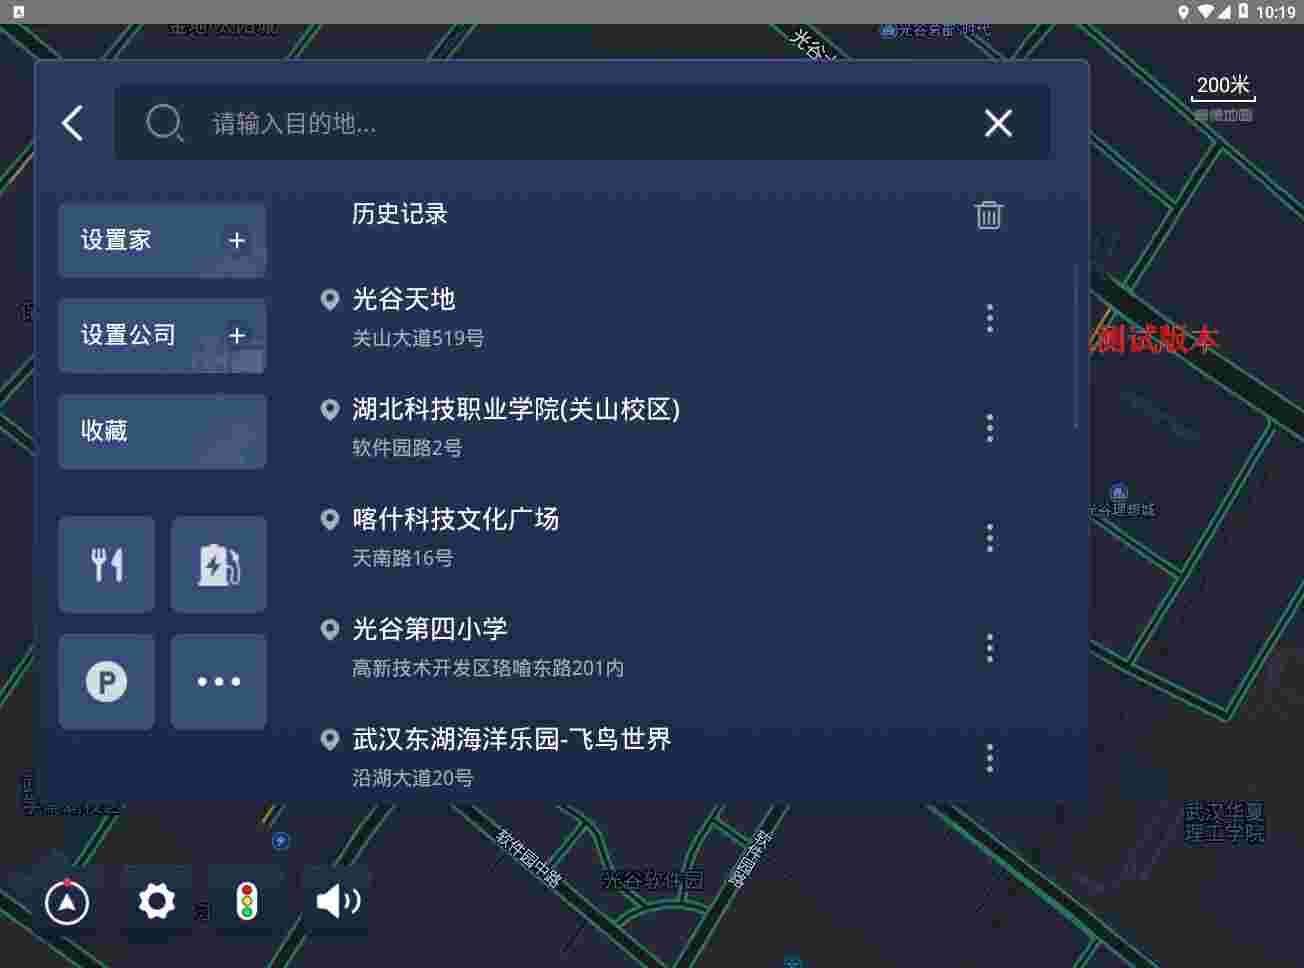 10:19
200米
请输入目的地...
历史记录
设置家 +
光谷天地
关山大道519号
设置公司 +
测试版本
湖北科技职业学院(关山校区)
软件园路2号
收藏
喀什科技文化广场
天南路16号
光谷理想城
光谷第四小学
高新技术开发区珞喻东路201内
P
武汉东湖海洋乐园-飞鸟世界
沿湖大道20号
武汉华夏
理工学院
软件园中路
光谷软件园